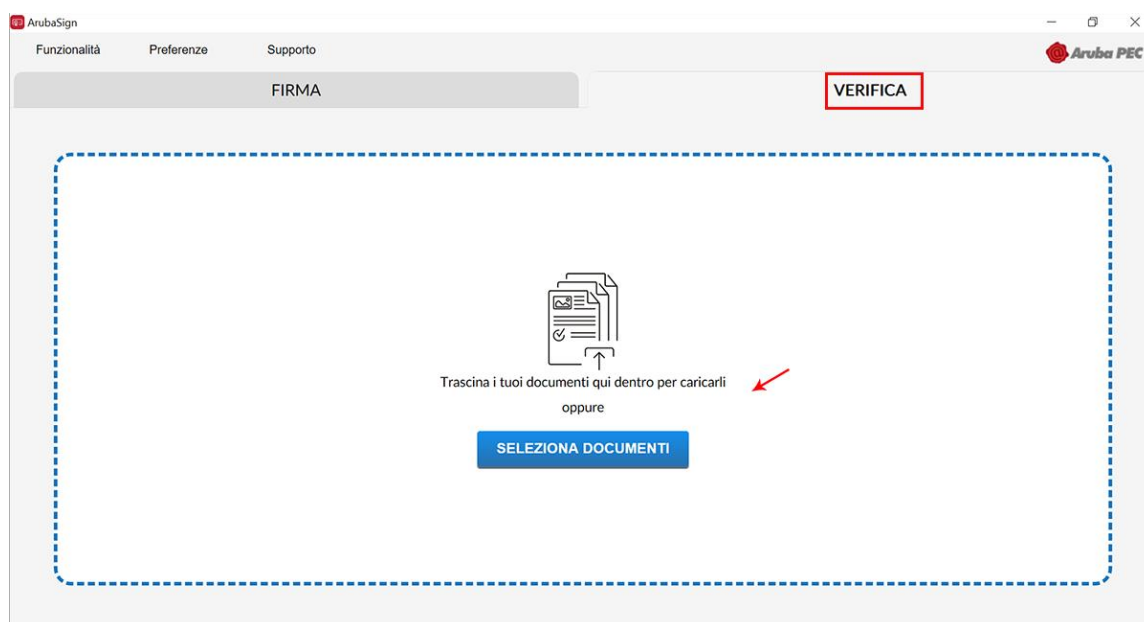 ArubaSign
Funzionalità Preferenze Supporto
Aruba PEC
FIRMA VERIFICA
Trascina i tuoi documenti qui dentro per caricarli
oppure
SELEZIONA DOCUMENTI